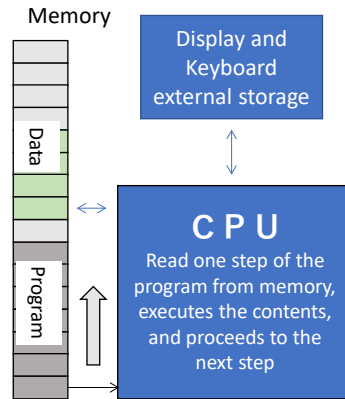 Memory
Display and
Keyboard
external storage
Data
Program
CPU
Read one step of the
program from memory,
executes the contents,
and proceeds to the
next step